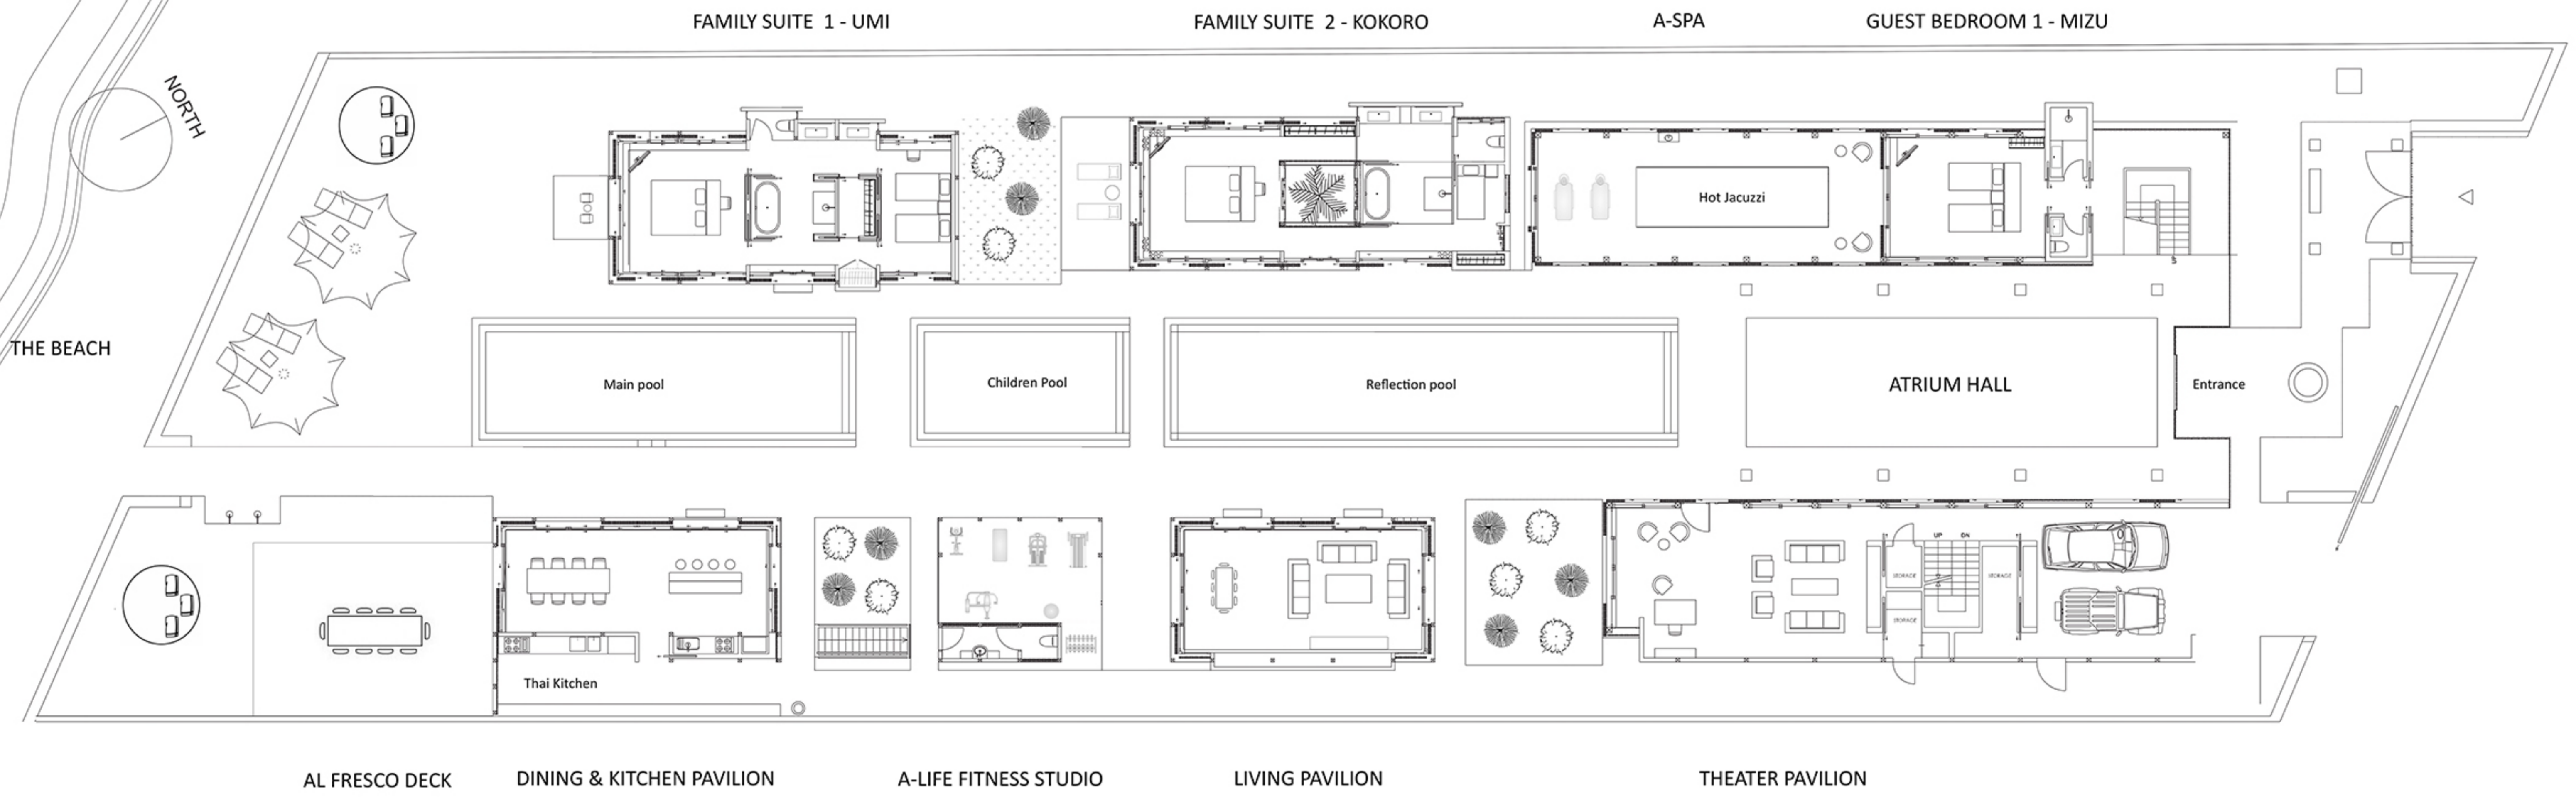 FAMILY SUITE 1 - UMI
FAMILY SUITE 2 - KOKORO
A-SPA
GUEST BEDROOM 1 - MIZU
NORTH
Hot Jacuzzi
THE BEACH
Main pool
Children Pool
Reflection pool
ATRIUM HALL
Entrance
UP
DN
STORAGE
STORAGE
STORAGE
Thai Kitchen
AL FRESCO DECK
DINING & KITCHEN PAVILION
A-LIFE FITNESS STUDIO
LIVING PAVILION
THEATER PAVILION